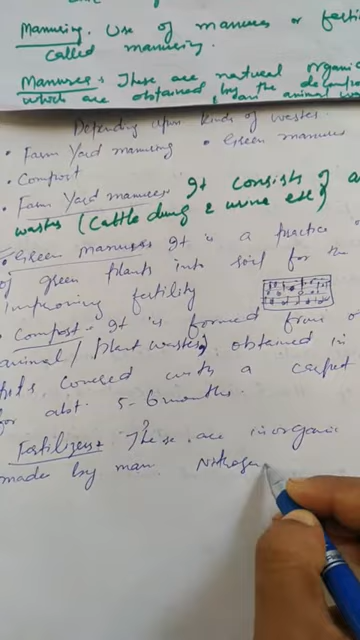 Manuring. Use of manures or ferti
called manuring.
Manures: These are natural organic
which are obtained by the decompo
Depending upon kinds of wastes.
• Farm Yard manuring • Green manures
• Compost
• Farm Yard manures. It consists of a
wastes (Cattle dung & urine etc)
• Green manures. It is a practice o
of green plants into soil for the
improving fertility
• Compost - It is formed from o
animal/Plant wastes, obtained in
pits, covered with a carpet
for abt. 5-6 months.
Fertilizers These are inorganic
made by man. Nitrogen